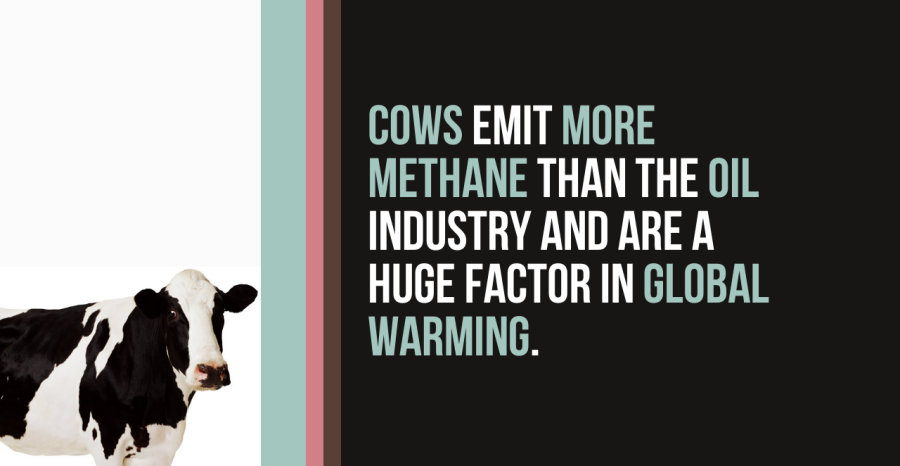 COWS EMIT MORE
METHANE THAN THE OIL
INDUSTRY AND ARE A
HUGE FACTOR IN GLOBAL
WARMING.